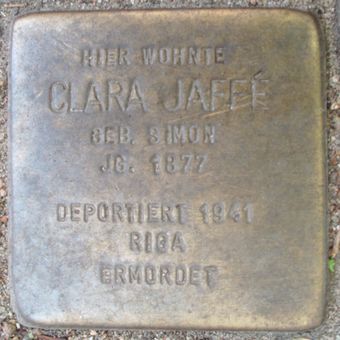 HIER WOHNTE
CLARA JAFFÉ
GEB. SIMON
JG. 1877
DEPORTIERT 1941
RIGA
ERMORDET